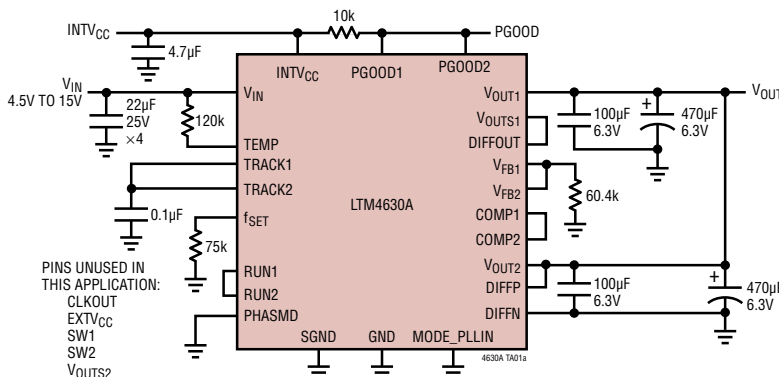 INTVCC
10k
PGOOD
4.7µF
INTVCC
PGOOD1
PGOOD2
VIN
4.5V TO 15V
22µF
25V
×4
120k
VIN
TEMP
TRACK1
TRACK2
0.1µF
fSET
75k
RUN1
RUN2
PHASMD
SGND
GND
MODE_PLLIN
LTM4630A
VOUT1
VOUTS1
DIFFOUT
VFB1
VFB2
COMP1
COMP2
VOUT2
DIFFP
DIFFN
100µF
6.3V
+
470µF
6.3V
VOUT
60.4k
100µF
6.3V
+
470µF
6.3V
PINS UNUSED IN
THIS APPLICATION:
CLKOUT
EXTVCC
SW1
SW2
VOUTS2
4630A TA01a